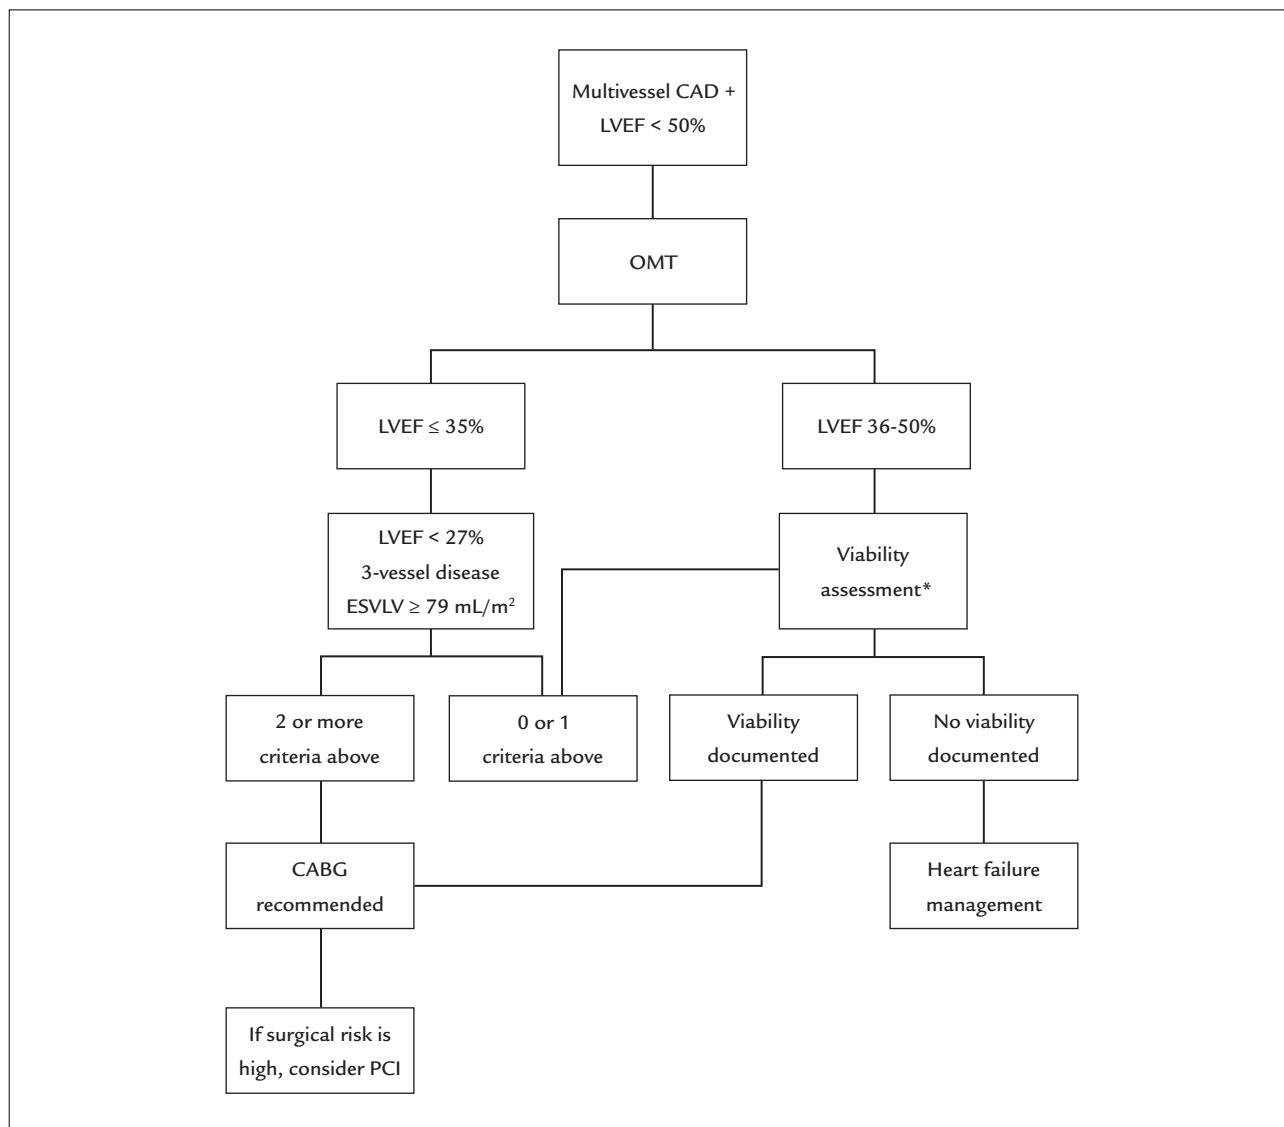 Multivessel CAD +
LVEF < 50%
OMT
LVEF ≤ 35%
LVEF 36-50%
LVEF < 27%
3-vessel disease
ESVLV ≥ 79 mL/m²
Viability
assessment*
2 or more
criteria above
0 or 1
criteria above
Viability
documented
No viability
documented
CABG
recommended
Heart failure
management
If surgical risk is
high, consider PCI